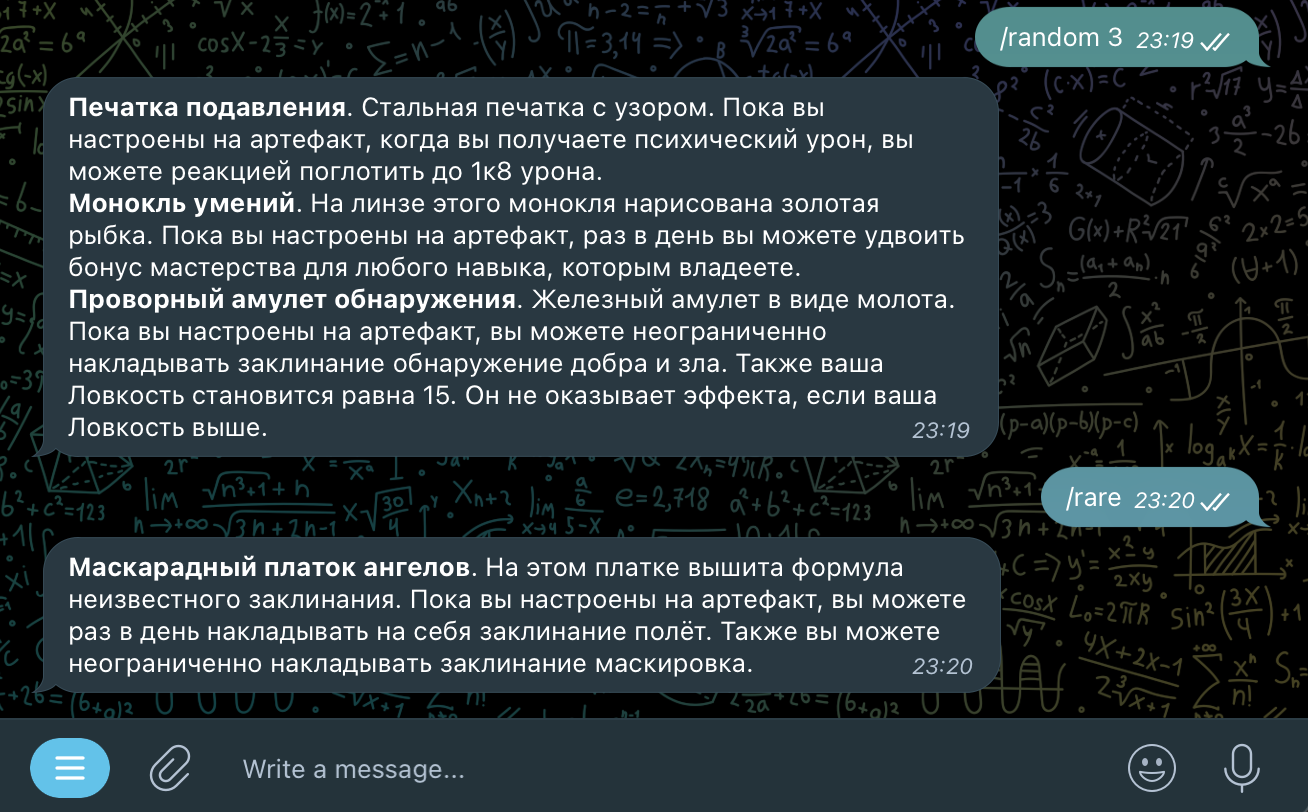 /random 3 23:19
Печатка подавления. Стальная печатка с узором. Пока вы
настроены на артефакт, когда вы получаете психический урон, вы
можете реакцией поглотить до 1к8 урона.
Монокль умений. На линзе этого монокля нарисована золотая
рыбка. Пока вы настроены на артефакт, раз в день вы можете удвоить
бонус мастерства для любого навыка, которым владеете.
Проворный амулет обнаружения. Железный амулет в виде молота.
Пока вы настроены на артефакт, вы можете неограниченно
накладывать заклинание обнаружение добра и зла. Также ваша
Ловкость становится равна 15. Он не оказывает эффекта, если ваша
Ловкость выше. 23:19
/rare 23:20
Маскарадный платок ангелов. На этом платке вышита формула
неизвестного заклинания. Пока вы настроены на артефакт, вы можете
раз в день накладывать на себя заклинание полёт. Также вы можете
неограниченно накладывать заклинание маскировка. 23:20
Write a message...